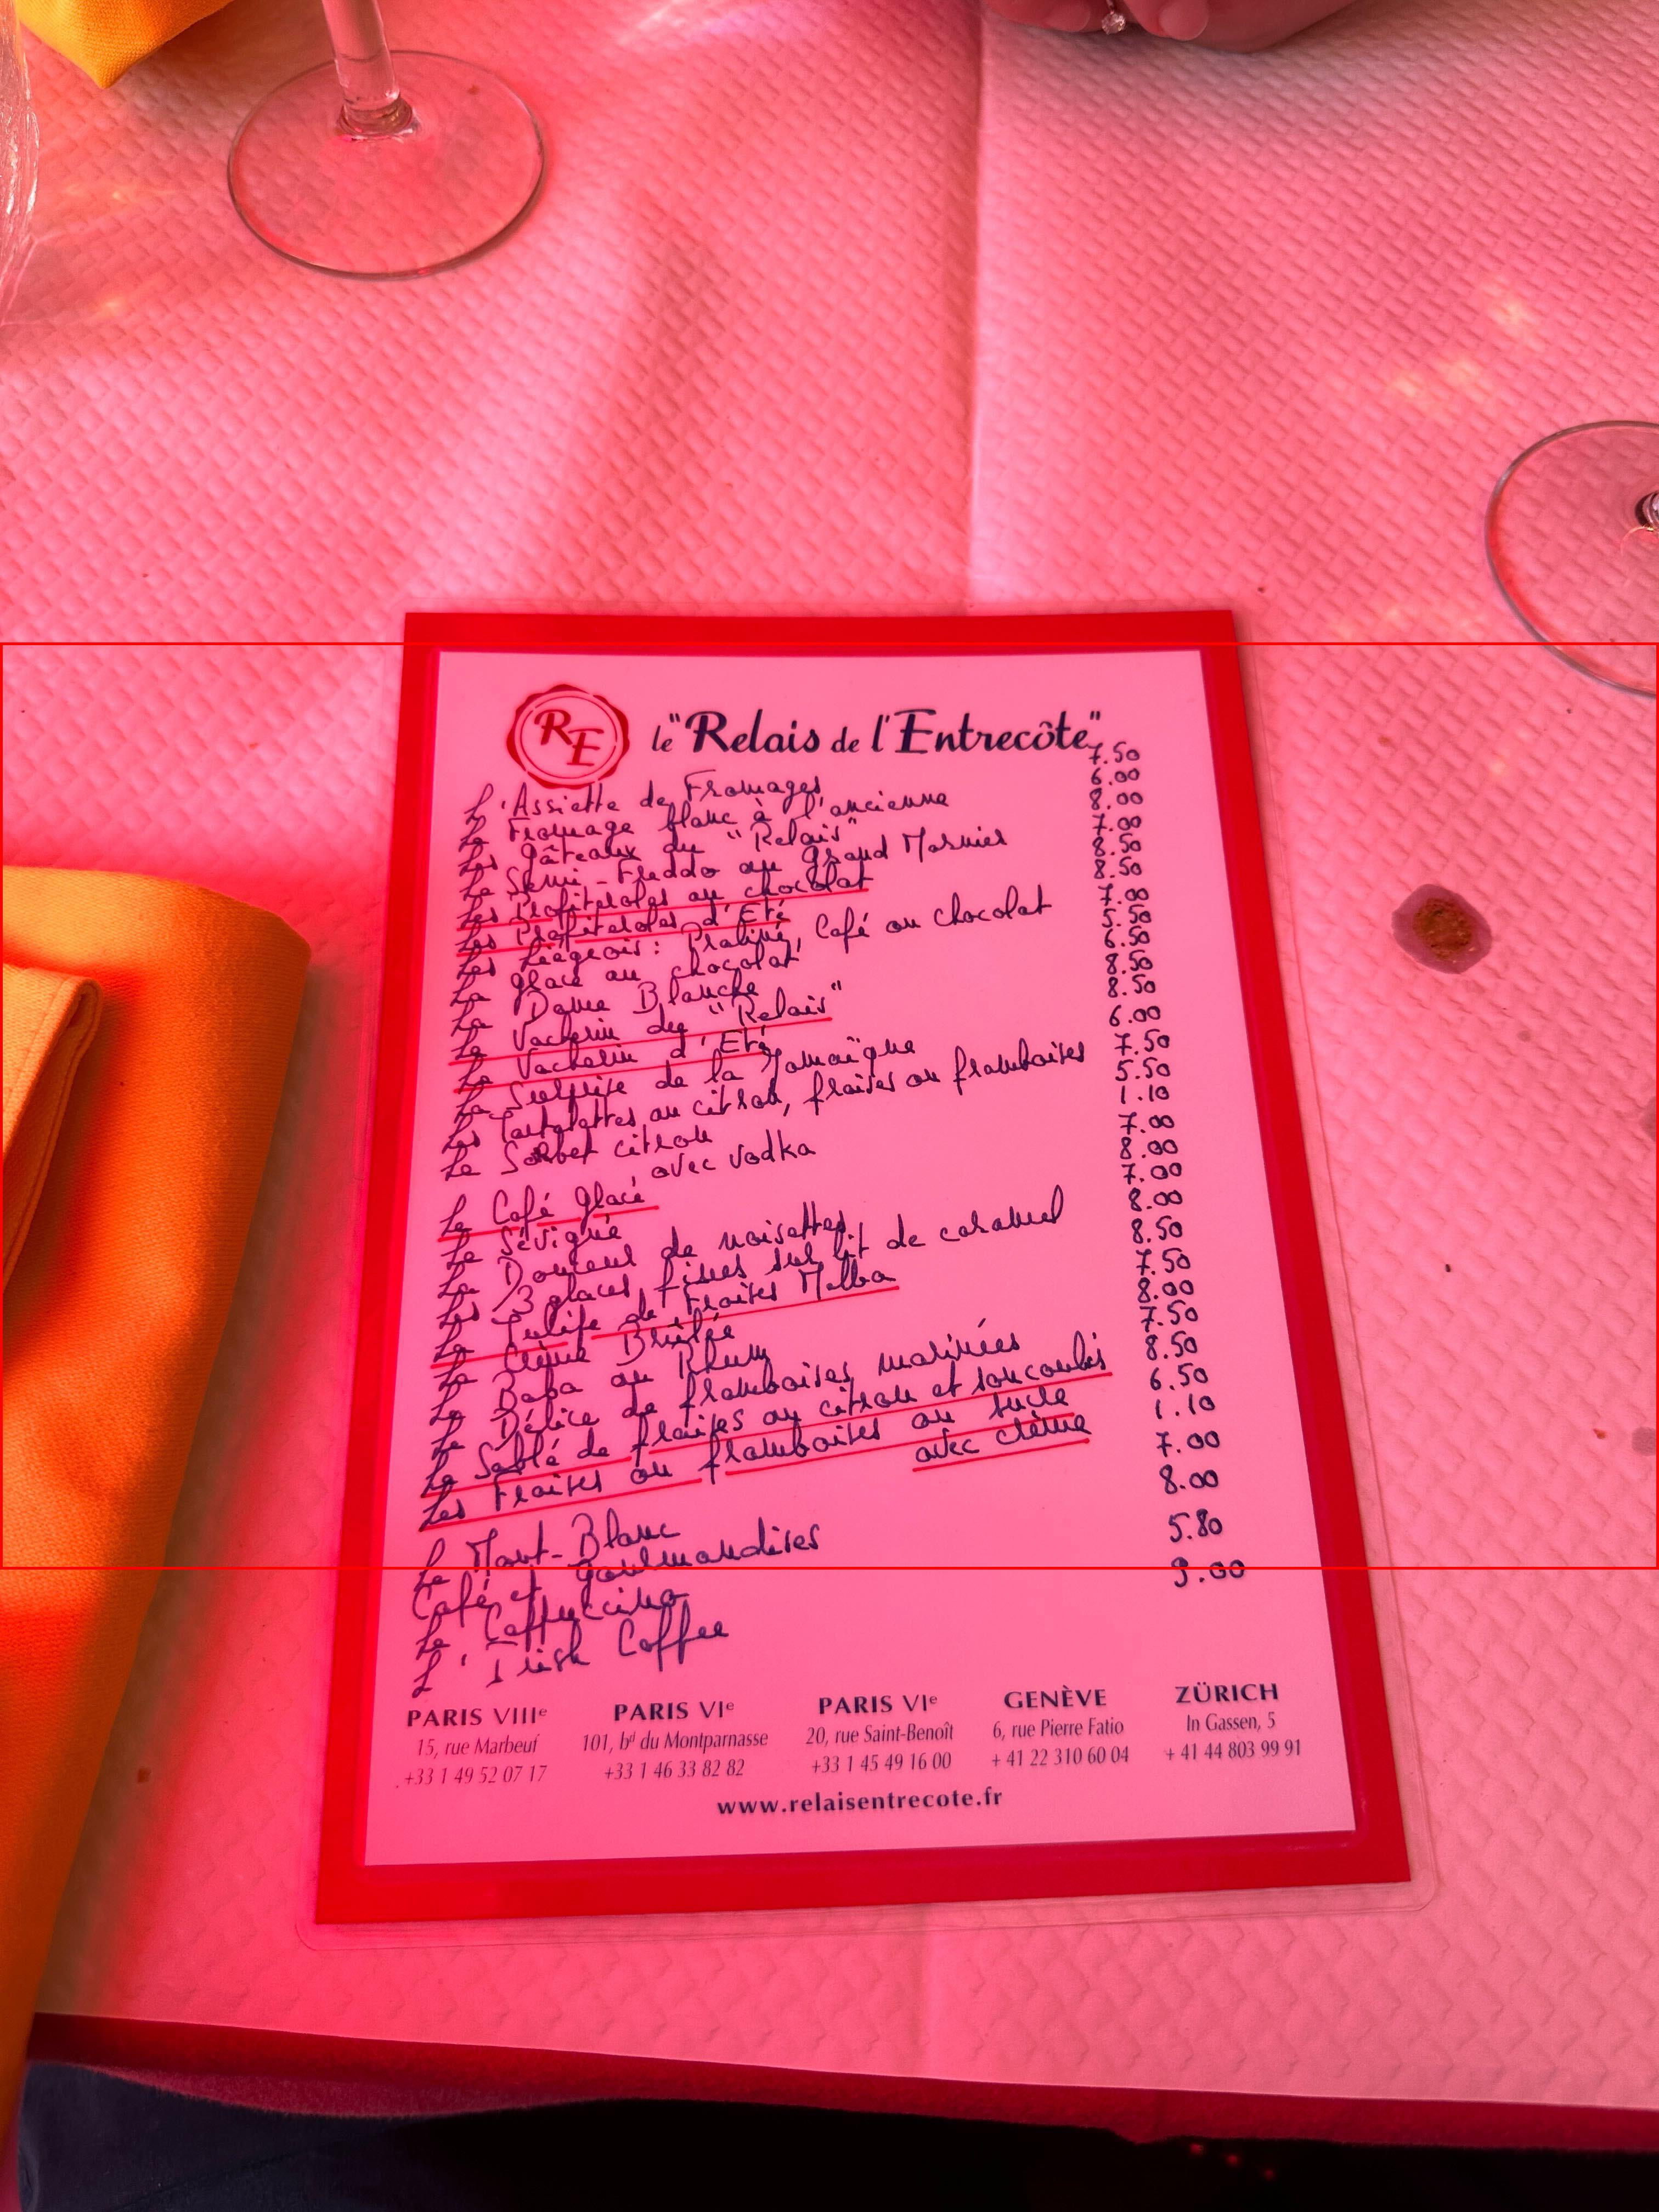 RE
le "Relais de l'Entrecôte"
L'Assiette de Fromages 7.50
Le Fromage blanc à l'ancienne 6.00
Les gâteaux du "Relais" 8.00
Le Semi-Freddo au Grand Marnier 7.00
Les Profiteroles au chocolat 8.50
Les Profiteroles d'Eté 8.50
Les Liégeois: Praliné, Café ou chocolat 7.00
La glace au chocolat 5.50
La Dame Blanche 6.50
Le Vacherin du "Relais" 8.50
Le Vacherin d'Eté 8.50
La Surprise de la Jamaïque 6.00
Les Tartelettes au citron, fraises ou framboises 7.50
Le Sorbet citron 5.50
avec vodka 1.10
Le Café glacé 7.00
Le Sévigné 8.00
La Douceur de noisettes 7.00
Les 3 glaces fines sur lit de caramel 8.00
La Tulipe de Fraises Melba 8.50
La Crème Brûlée 7.50
Le Baba au Rhum 8.00
Le Délice de framboises marinées 7.50
Le Sablé de fraises au citron et son coulis 8.50
Les Fraises ou framboises au sucre 6.50
avec crème 1.10
Le Mont-Blanc 7.00
Café et gourmandises 8.00
Le Cappuccino 5.80
L'Irish Coffee 9.00
PARIS VIIIe PARIS VIe PARIS VIe GENÈVE ZÜRICH
15, rue Marbeuf 101, bd du Montparnasse 20, rue Saint-Benoît 6, rue Pierre Fatio In Gassen, 5
+33 1 49 52 07 17 +33 1 46 33 82 82 +33 1 45 49 16 00 + 41 22 310 60 04 + 41 44 803 99 91
www.relaisentrecote.fr